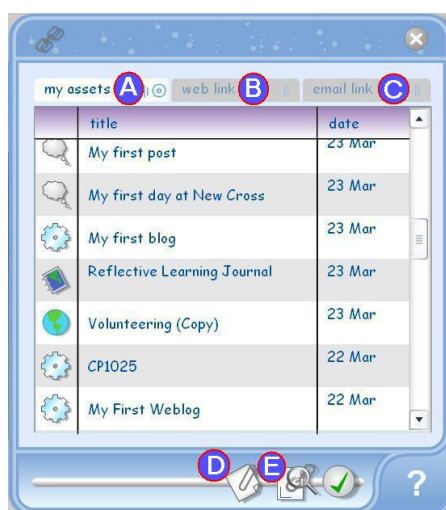 my assets A web link B email link C
title date
My first post 23 Mar
My first day at New Cross 23 Mar
My first blog 23 Mar
Reflective Learning Journal 23 Mar
Volunteering (Copy) 23 Mar
CP1025 22 Mar
My First Weblog 22 Mar
D E
?